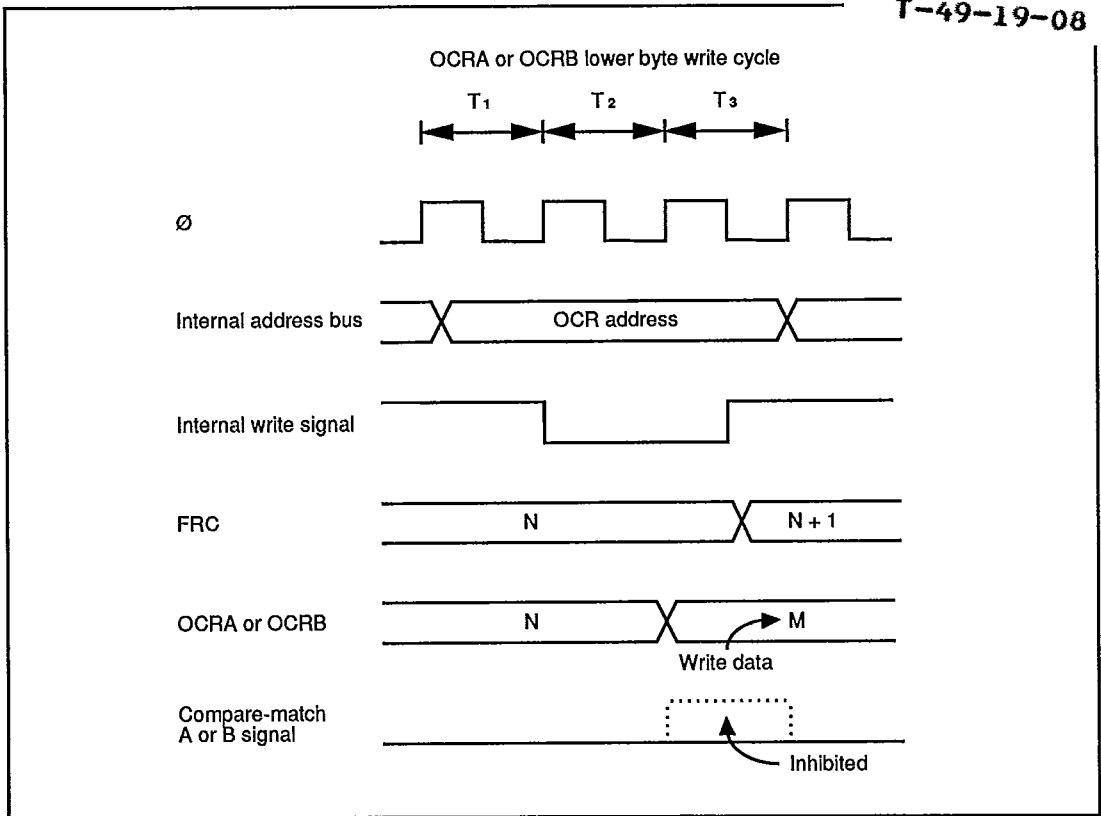 T-49-19-08
OCRA or OCRB lower byte write cycle
T1 T2 T3
Ø
Internal address bus OCR address
Internal write signal
FRC N N + 1
OCRA or OCRB N M
Write data
Compare-match
A or B signal
Inhibited